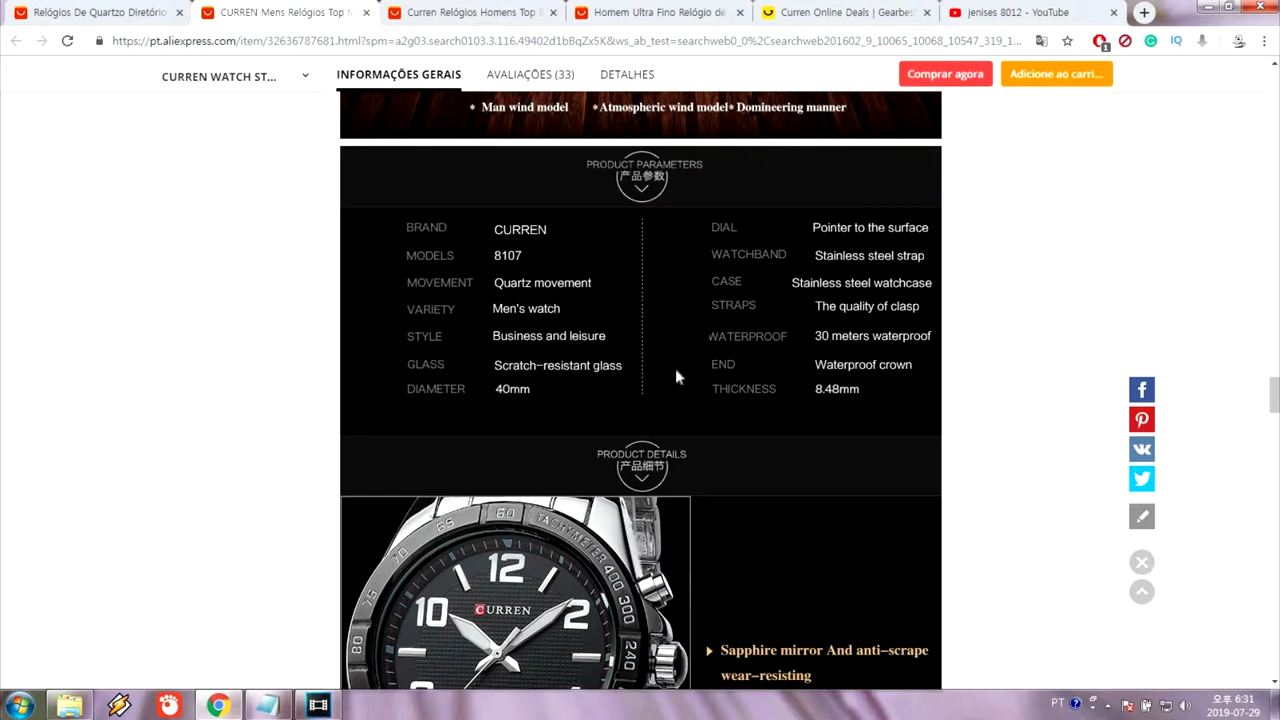 Relógios De Quartzo Diretório
CURREN Mens Relógios Top M
Curren Relógios Homens Top
Homem Ultra Fino Relógio de
Curren Online Deals | Gearbest
jenises 8012 - YouTube
https://pt.aliexpress.com/item/32636787681.html?spm=a2g03.search0103.3.116.49402d1bBqZx5K&ws_ab_test=searchweb0_0%2Csearchweb201602_9_10065_10068_10547_319_1...
CURREN WATCH ST...
INFORMAÇÕES GERAIS
AVALIAÇÕES (33)
DETALHES
Comprar agora
Adicione ao carri...
* Man wind model *Atmospheric wind model* Domineering manner
PRODUCT PARAMETERS
产品参数
BRAND CURREN
MODELS 8107
MOVEMENT Quartz movement
VARIETY Men's watch
STYLE Business and leisure
GLASS Scratch-resistant glass
DIAMETER 40mm
DIAL Pointer to the surface
WATCHBAND Stainless steel strap
CASE Stainless steel watchcase
STRAPS The quality of clasp
WATERPROOF 30 meters waterproof
END Waterproof crown
THICKNESS 8.48mm
PRODUCT DETAILS
产品细节
60 TACHYMETER 400 300 240
65
70
75
80
12
10
2
CURREN
Sapphire mirror And anti-scrape
wear-resisting
PT
오후 6:31
2019-07-29